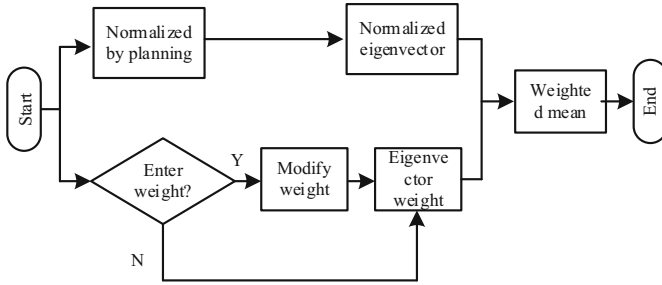 Start
Normalized
by planning
Normalized
eigenvector
Enter
weight?
Y
Modify
weight
Eigenve
ctor
weight
N
Weighte
d mean
End